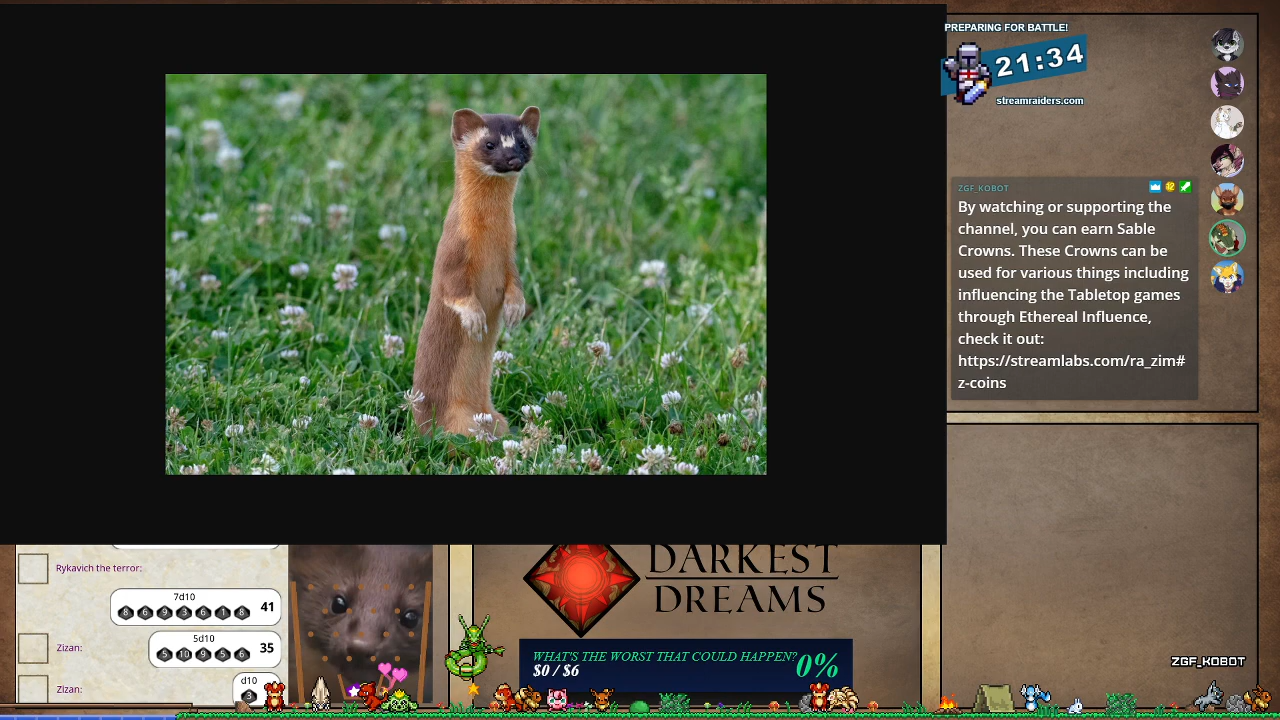 PREPARING FOR BATTLE!
21:34
streamraiders.com
ZGF_KOBOT
42
By watching or supporting the
channel, you can earn Sable
Crowns. These Crowns can be
used for various things including
influencing the Tabletop games
through Ethereal Influence,
check it out:
https://streamlabs.com/ra_zim#
z-coins
Rykavich the terror:
7d10
8 6 9 3 6 1 8 41
Zizan:
5d10
5 10 9 5 6 35
Zizan:
d10
3
DARKEST
DREAMS
WHAT'S THE WORST THAT COULD HAPPEN?
$0 / $6
0%
ZGF_KOBOT